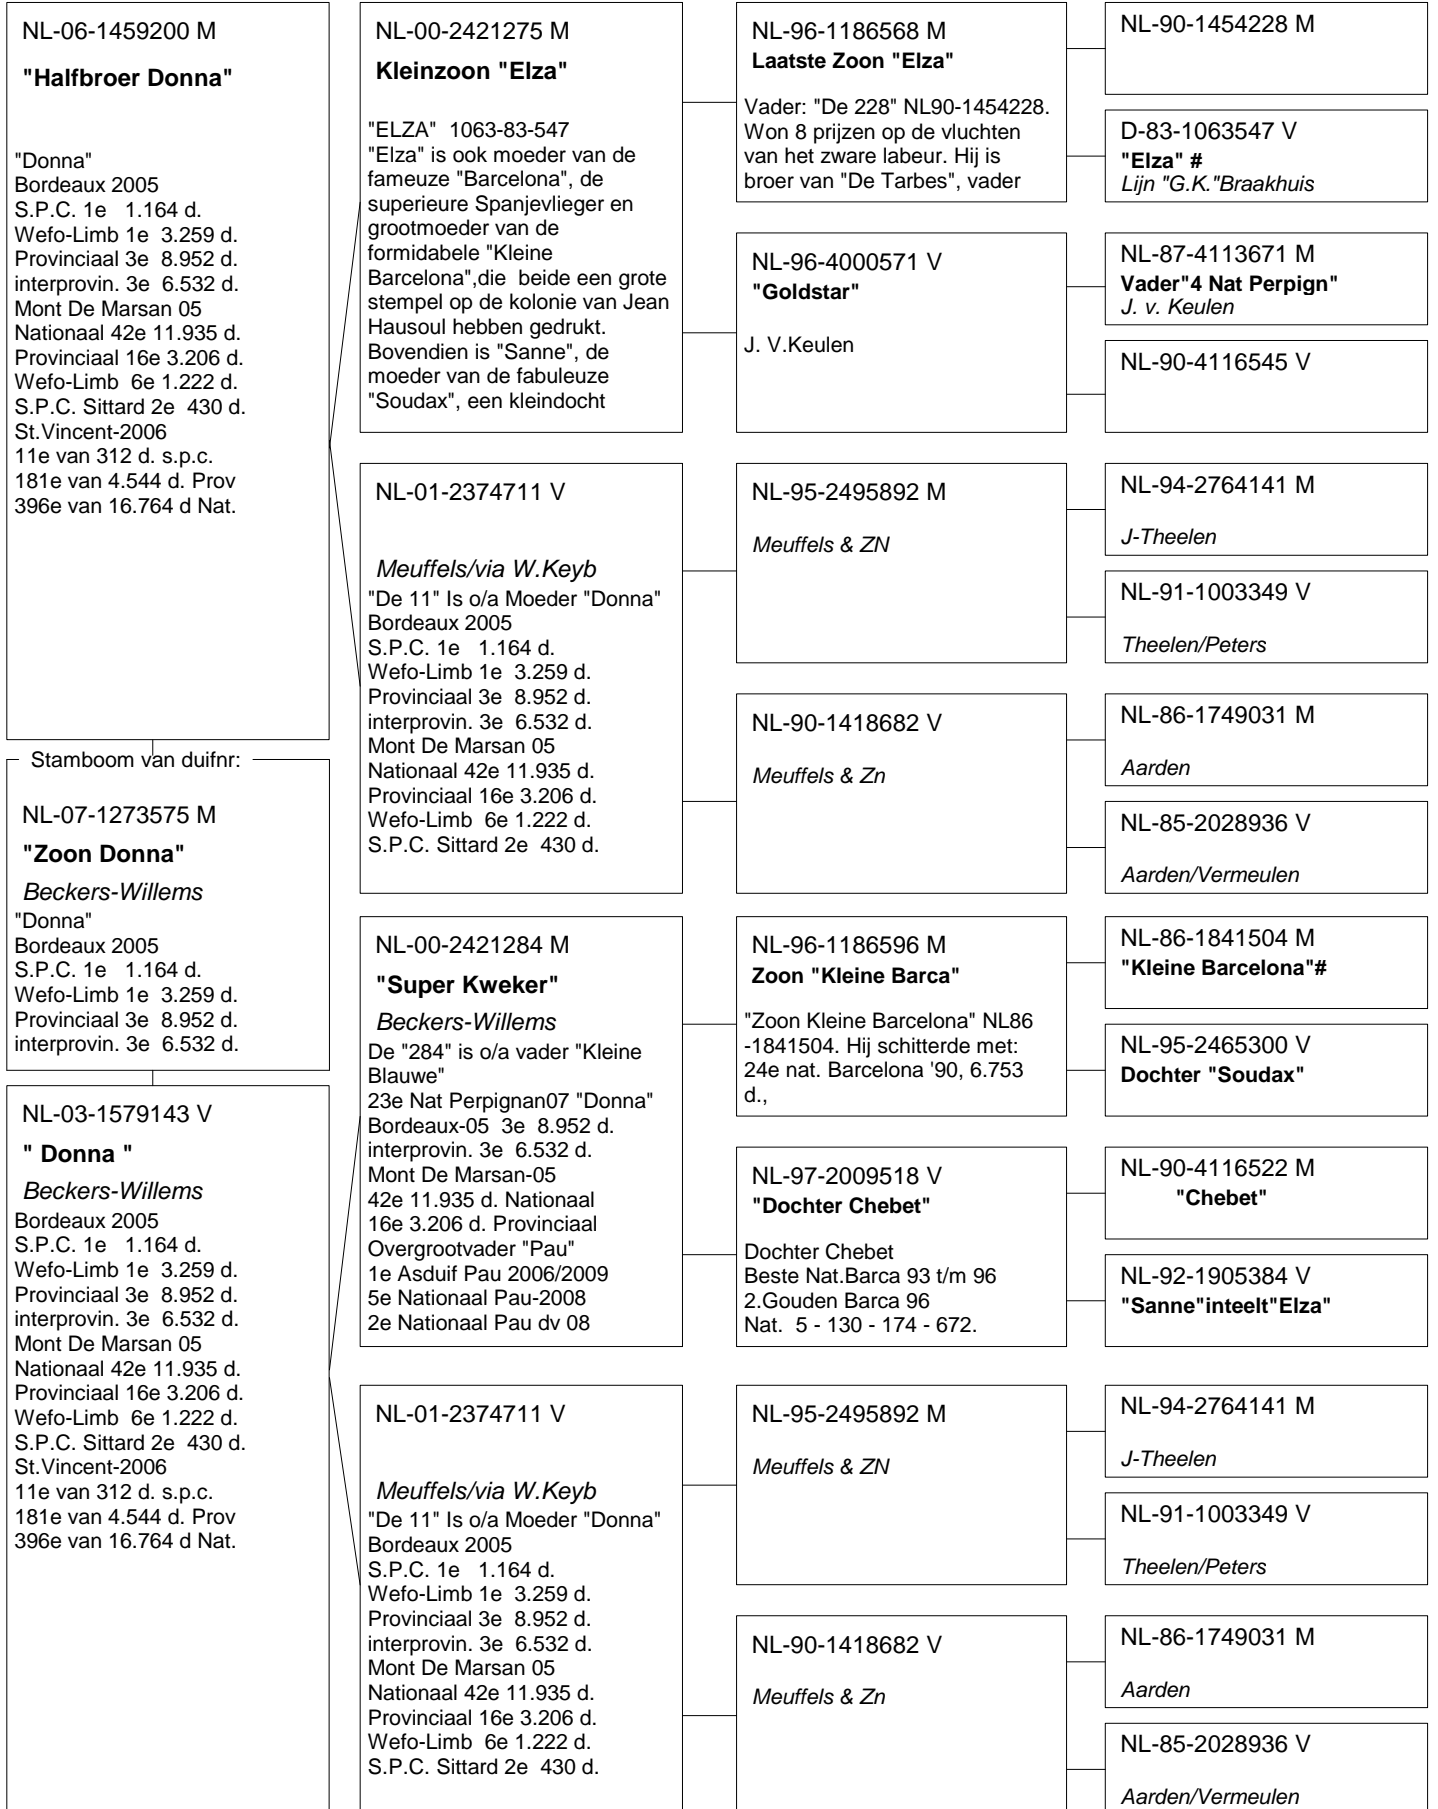 NL-06-1459200 M
"Halfbroer Donna"
"Donna"
Bordeaux 2005
S.P.C. 1e 1.164 d.
Wefo-Limb 1e 3.259 d.
Provinciaal 3e 8.952 d.
interprovin. 3e 6.532 d.
Mont De Marsan 05
Nationaal 42e 11.935 d.
Provinciaal 16e 3.206 d.
Wefo-Limb 6e 1.222 d.
S.P.C. Sittard 2e 430 d.
St.Vincent-2006
11e van 312 d. s.p.c.
181e van 4.544 d. Prov
396e van 16.764 d Nat.
Stamboom van duifnr:
NL-07-1273575 M
"Zoon Donna"
Beckers-Willems
"Donna"
Bordeaux 2005
S.P.C. 1e 1.164 d.
Wefo-Limb 1e 3.259 d.
Provinciaal 3e 8.952 d.
interprovin. 3e 6.532 d.
NL-03-1579143 V
" Donna "
Beckers-Willems
Bordeaux 2005
S.P.C. 1e 1.164 d.
Wefo-Limb 1e 3.259 d.
Provinciaal 3e 8.952 d.
interprovin. 3e 6.532 d.
Mont De Marsan 05
Nationaal 42e 11.935 d.
Provinciaal 16e 3.206 d.
Wefo-Limb 6e 1.222 d.
S.P.C. Sittard 2e 430 d.
St.Vincent-2006
11e van 312 d. s.p.c.
181e van 4.544 d. Prov
396e van 16.764 d Nat.
NL-00-2421275 M
Kleinzoon "Elza"
"ELZA" 1063-83-547
"Elza" is ook moeder van de
fameuze "Barcelona", de
superieure Spanjevlieger en
grootmoeder van de
formidabele "Kleine
Barcelona",die beide een grote
stempel op de kolonie van Jean
Hausoul hebben gedrukt.
Bovendien is "Sanne", de
moeder van de fabuleuze
"Soudax", een kleindocht
NL-01-2374711 V
Meuffels/via W.Keyb
"De 11" Is o/a Moeder "Donna"
Bordeaux 2005
S.P.C. 1e 1.164 d.
Wefo-Limb 1e 3.259 d.
Provinciaal 3e 8.952 d.
interprovin. 3e 6.532 d.
Mont De Marsan 05
Nationaal 42e 11.935 d.
Provinciaal 16e 3.206 d.
Wefo-Limb 6e 1.222 d.
S.P.C. Sittard 2e 430 d.
NL-00-2421284 M
"Super Kweker"
Beckers-Willems
De "284" is o/a vader "Kleine
Blauwe"
23e Nat Perpignan07 "Donna"
Bordeaux-05 3e 8.952 d.
interprovin. 3e 6.532 d.
Mont De Marsan-05
42e 11.935 d. Nationaal
16e 3.206 d. Provinciaal
Overgrootvader "Pau"
1e Asduif Pau 2006/2009
5e Nationaal Pau-2008
2e Nationaal Pau dv 08
NL-01-2374711 V
Meuffels/via W.Keyb
"De 11" Is o/a Moeder "Donna"
Bordeaux 2005
S.P.C. 1e 1.164 d.
Wefo-Limb 1e 3.259 d.
Provinciaal 3e 8.952 d.
interprovin. 3e 6.532 d.
Mont De Marsan 05
Nationaal 42e 11.935 d.
Provinciaal 16e 3.206 d.
Wefo-Limb 6e 1.222 d.
S.P.C. Sittard 2e 430 d.
NL-96-1186568 M
Laatste Zoon "Elza"
Vader: "De 228" NL90-1454228.
Won 8 prijzen op de vluchten
van het zware labeur. Hij is
broer van "De Tarbes", vader
NL-96-4000571 V
"Goldstar"
J. V.Keulen
NL-95-2495892 M
Meuffels & ZN
NL-90-1418682 V
Meuffels & Zn
NL-96-1186596 M
Zoon "Kleine Barca"
"Zoon Kleine Barcelona" NL86
-1841504. Hij schitterde met:
24e nat. Barcelona '90, 6.753
d.,
NL-97-2009518 V
"Dochter Chebet"
Dochter Chebet
Beste Nat.Barca 93 t/m 96
2.Gouden Barca 96
Nat. 5 - 130 - 174 - 672.
NL-95-2495892 M
Meuffels & ZN
NL-90-1418682 V
Meuffels & Zn
NL-90-1454228 M
D-83-1063547 V
"Elza" #
Lijn "G.K."Braakhuis
NL-87-4113671 M
Vader"4 Nat Perpign"
J. v. Keulen
NL-90-4116545 V
NL-94-2764141 M
J-Theelen
NL-91-1003349 V
Theelen/Peters
NL-86-1749031 M
Aarden
NL-85-2028936 V
Aarden/Vermeulen
NL-86-1841504 M
"Kleine Barcelona"#
NL-95-2465300 V
Dochter "Soudax"
NL-90-4116522 M
"Chebet"
NL-92-1905384 V
"Sanne"inteelt"Elza"
NL-94-2764141 M
J-Theelen
NL-91-1003349 V
Theelen/Peters
NL-86-1749031 M
Aarden
NL-85-2028936 V
Aarden/Vermeulen